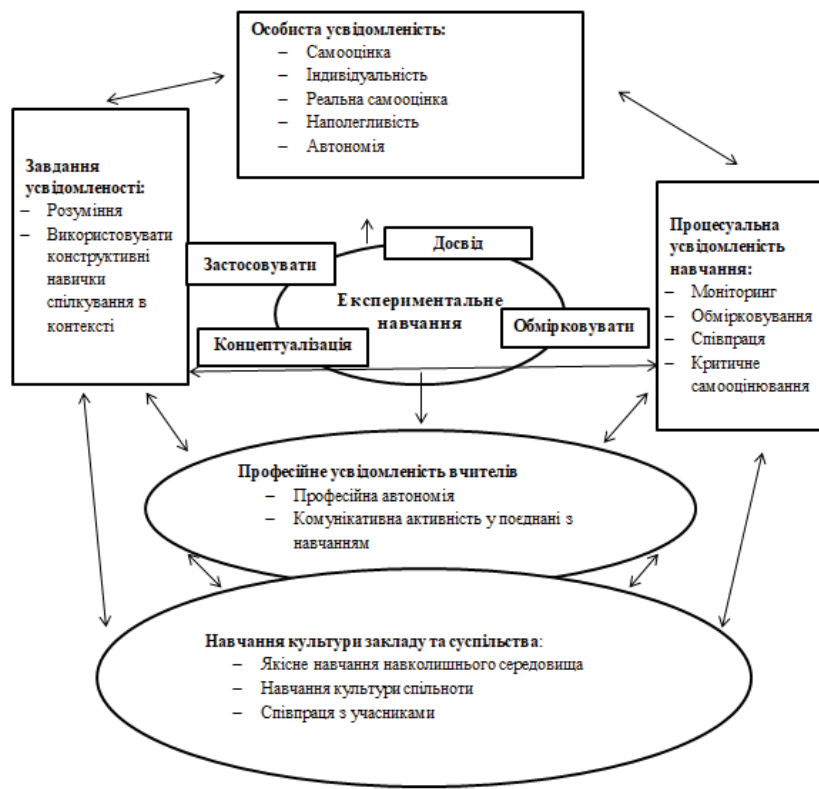 Особиста усвідомленість:
– Самооцінка
– Індивідуальність
– Реальна самооцінка
– Наполегливість
– Автономія
Завдання
усвідомленості:
– Розуміння
– Використовувати
конструктивні
навички
спілкування в
контексті
Процесуальна
усвідомленість
навчання:
– Моніторинг
– Обмірковування
– Співпраця
– Критичне
самооцінювання
Досвід
Застосовувати
Експериментальне
навчання
Обмірковувати
Концептуалізація
Професійне усвідомленість вчителів
– Професійна автономія
– Комунікативна активність у поєднані з
навчанням
Навчання культури закладу та суспільства:
– Якісне навчання навколишнього середовища
– Навчання культури спільноти
– Співпраця з учасниками